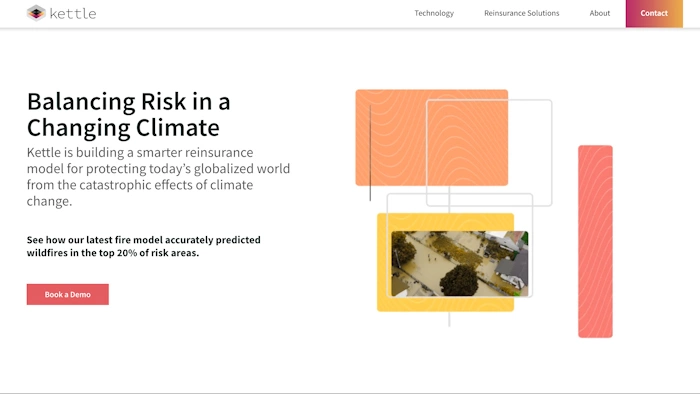 kettle
Technology
Reinsurance Solutions
About
Contact
Balancing Risk in a
Changing Climate
Kettle is building a smarter reinsurance
model for protecting today's globalized world
from the catastrophic effects of climate
change.
See how our latest fire model accurately predicted
wildfires in the top 20% of risk areas.
Book a Demo